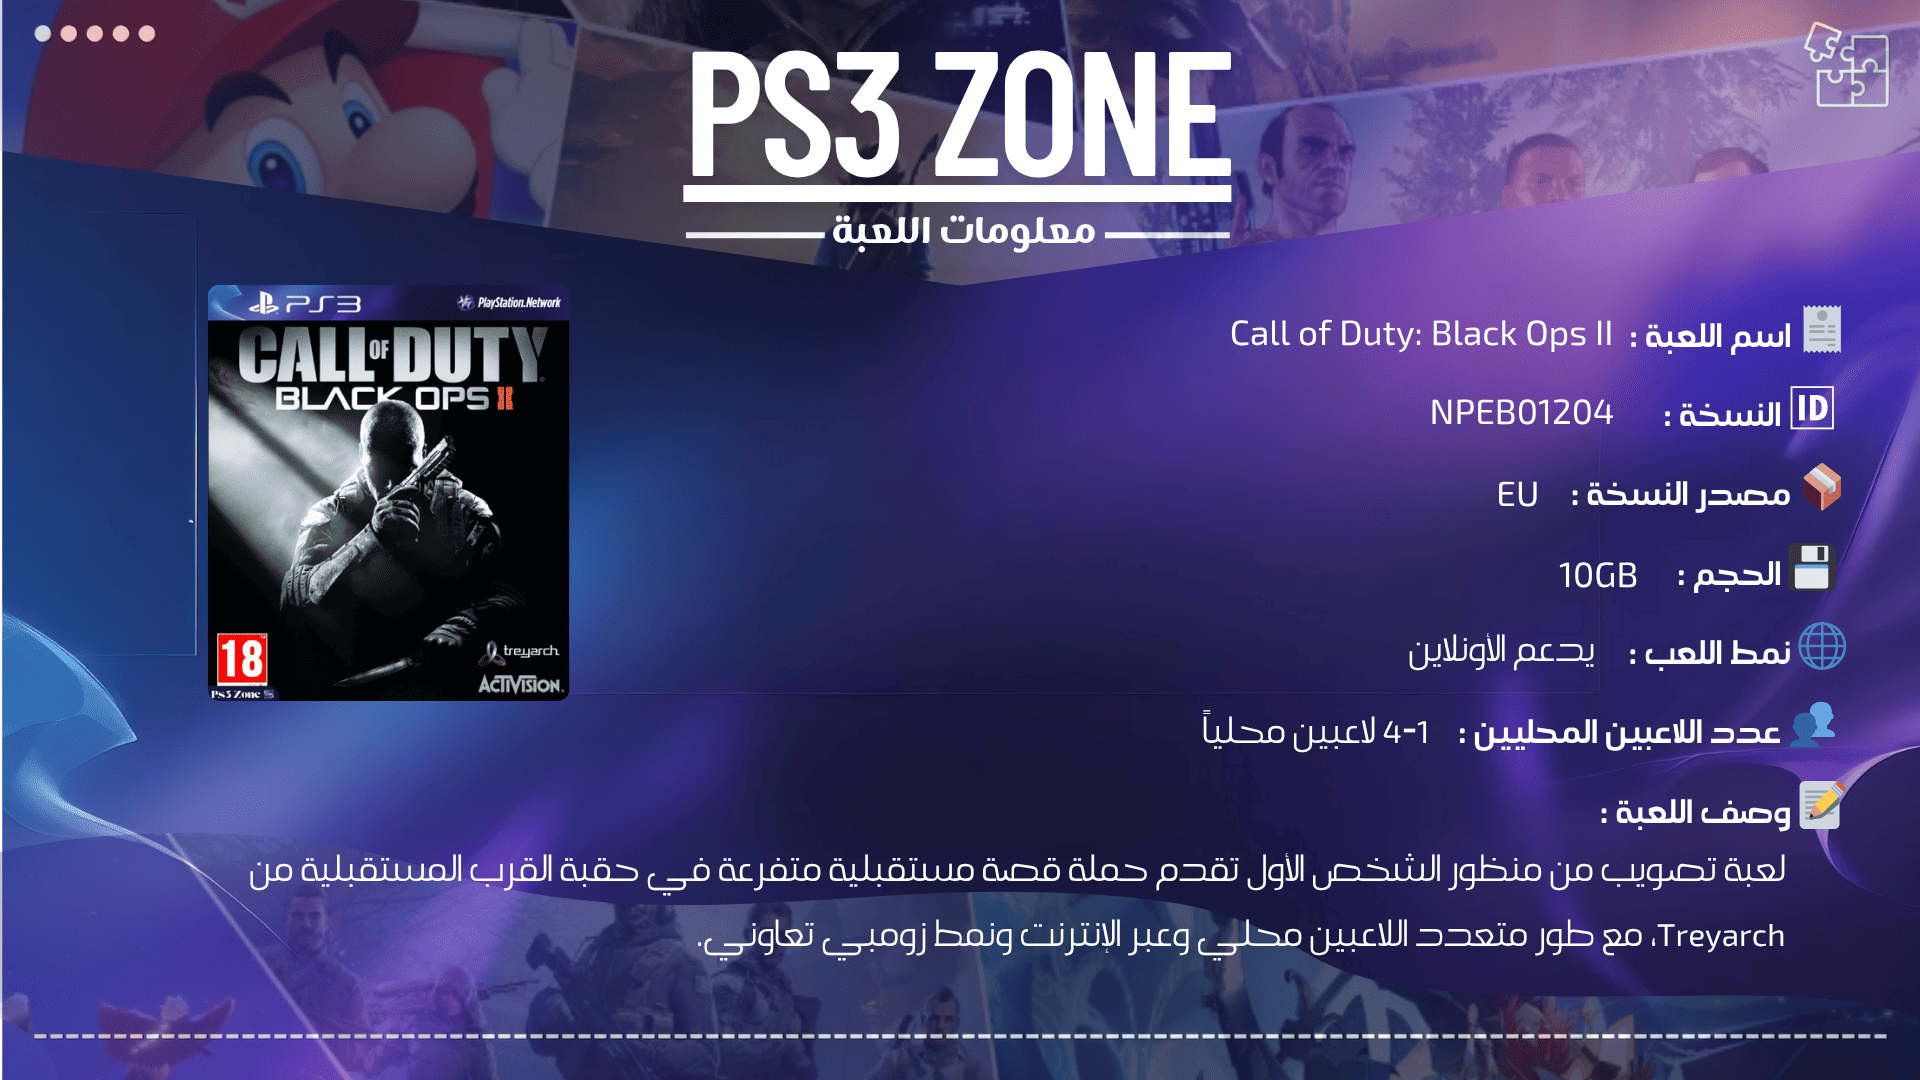 PS3 ZONE
معلومات اللعبة
PS3 PlayStation.Network
CALL OF DUTY
BLACK OPS II
18
treyarch
ACTIVISION.
Ps3 Zone
اسم اللعبة : Call of Duty: Black Ops II
ID النسخة : NPEB01204
مصدر النسخة : EU
الحجم : 10GB
نمط اللعب : يدعم الأونلاين
عدد اللاعبين المحليين : 1-4 لاعبين محلياً
وصف اللعبة :
لعبة تصويب من منظور الشخص الأول تقدم حملة قصة مستقبلية متفرعة في حقبة القرب المستقبلية من
Treyarch، مع طور متعدد اللاعبين محلي وعبر الإنترنت ونمط زومبي تعاوني.